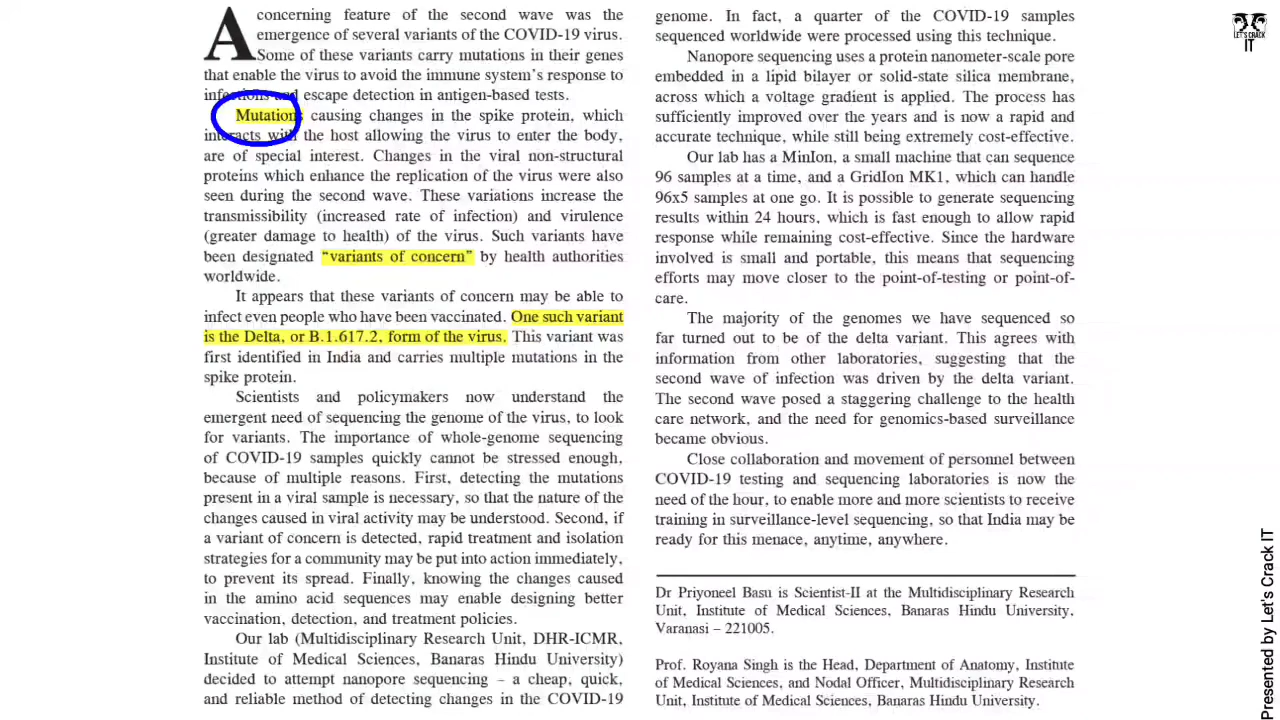 A concerning feature of the second wave was the
emergence of several variants of the COVID-19 virus.
Some of these variants carry mutations in their genes
that enable the virus to avoid the immune system's response to
infections and escape detection in antigen-based tests.
Mutations causing changes in the spike protein, which
interacts with the host allowing the virus to enter the body,
are of special interest. Changes in the viral non-structural
proteins which enhance the replication of the virus were also
seen during the second wave. These variations increase the
transmissibility (increased rate of infection) and virulence
(greater damage to health) of the virus. Such variants have
been designated "variants of concern" by health authorities
worldwide.
It appears that these variants of concern may be able to
infect even people who have been vaccinated. One such variant
is the Delta, or B.1.617.2, form of the virus. This variant was
first identified in India and carries multiple mutations in the
spike protein.
Scientists and policymakers now understand the
emergent need of sequencing the genome of the virus, to look
for variants. The importance of whole-genome sequencing
of COVID-19 samples quickly cannot be stressed enough,
because of multiple reasons. First, detecting the mutations
present in a viral sample is necessary, so that the nature of the
changes caused in viral activity may be understood. Second, if
a variant of concern is detected, rapid treatment and isolation
strategies for a community may be put into action immediately,
to prevent its spread. Finally, knowing the changes caused
in the amino acid sequences may enable designing better
vaccination, detection, and treatment policies.
Our lab (Multidisciplinary Research Unit, DHR-ICMR,
Institute of Medical Sciences, Banaras Hindu University)
decided to attempt nanopore sequencing – a cheap, quick,
and reliable method of detecting changes in the COVID-19
genome. In fact, a quarter of the COVID-19 samples
sequenced worldwide were processed using this technique.
Nanopore sequencing uses a protein nanometer-scale pore
embedded in a lipid bilayer or solid-state silica membrane,
across which a voltage gradient is applied. The process has
sufficiently improved over the years and is now a rapid and
accurate technique, while still being extremely cost-effective.
Our lab has a MinIon, a small machine that can sequence
96 samples at a time, and a GridIon MK1, which can handle
96x5 samples at one go. It is possible to generate sequencing
results within 24 hours, which is fast enough to allow rapid
response while remaining cost-effective. Since the hardware
involved is small and portable, this means that sequencing
efforts may move closer to the point-of-testing or point-of-
care.
The majority of the genomes we have sequenced so
far turned out to be of the delta variant. This agrees with
information from other laboratories, suggesting that the
second wave of infection was driven by the delta variant.
The second wave posed a staggering challenge to the health
care network, and the need for genomics-based surveillance
became obvious.
Close collaboration and movement of personnel between
COVID-19 testing and sequencing laboratories is now the
need of the hour, to enable more and more scientists to receive
training in surveillance-level sequencing, so that India may be
ready for this menace, anytime, anywhere.
Dr Priyoneel Basu is Scientist-II at the Multidisciplinary Research
Unit, Institute of Medical Sciences, Banaras Hindu University,
Varanasi – 221005.
Prof. Royana Singh is the Head, Department of Anatomy, Institute
of Medical Sciences, and Nodal Officer, Multidisciplinary Research
Unit, Institute of Medical Sciences, Banaras Hindu University.
LET'S CRACK
IT
Presented by Let's Crack IT